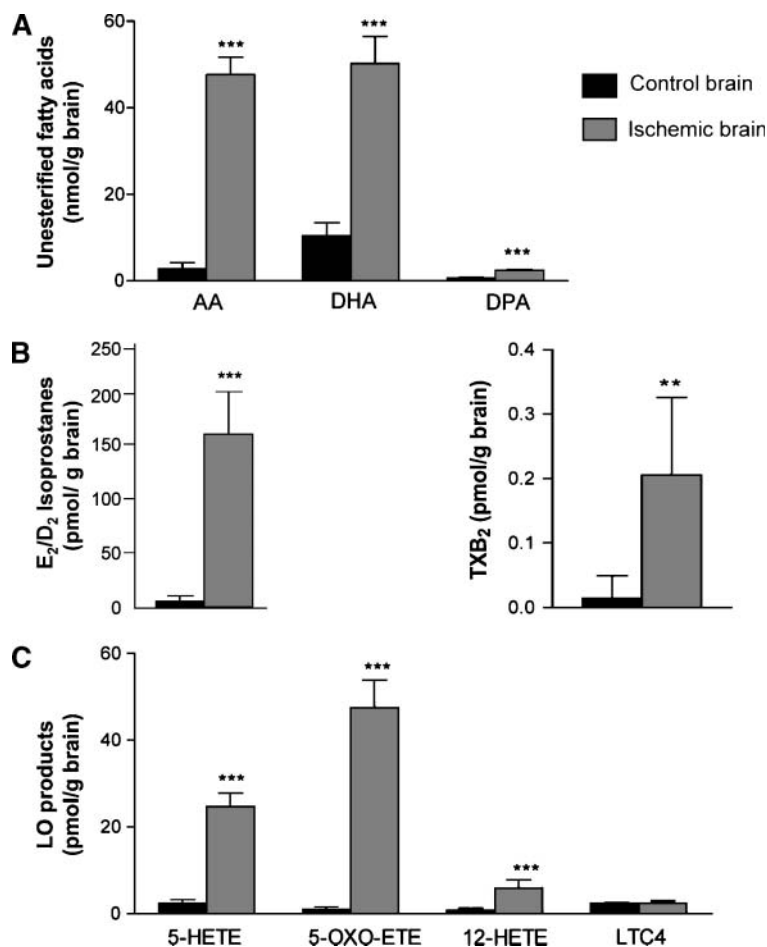 A
Unesterified fatty acids
(nmol/g brain)
60
40
20
0
***
***
***
AA
DHA
DPA
Control brain
Ischemic brain
B
E₂/D₂ Isoprostanes
(pmol/ g brain)
250
200
150
100
50
0
***
TXB₂ (pmol/g brain)
0.4
0.3
0.2
0.1
0.0
**
C
LO products
(pmol/g brain)
60
40
20
0
***
***
***
5-HETE
5-OXO-ETE
12-HETE
LTC4